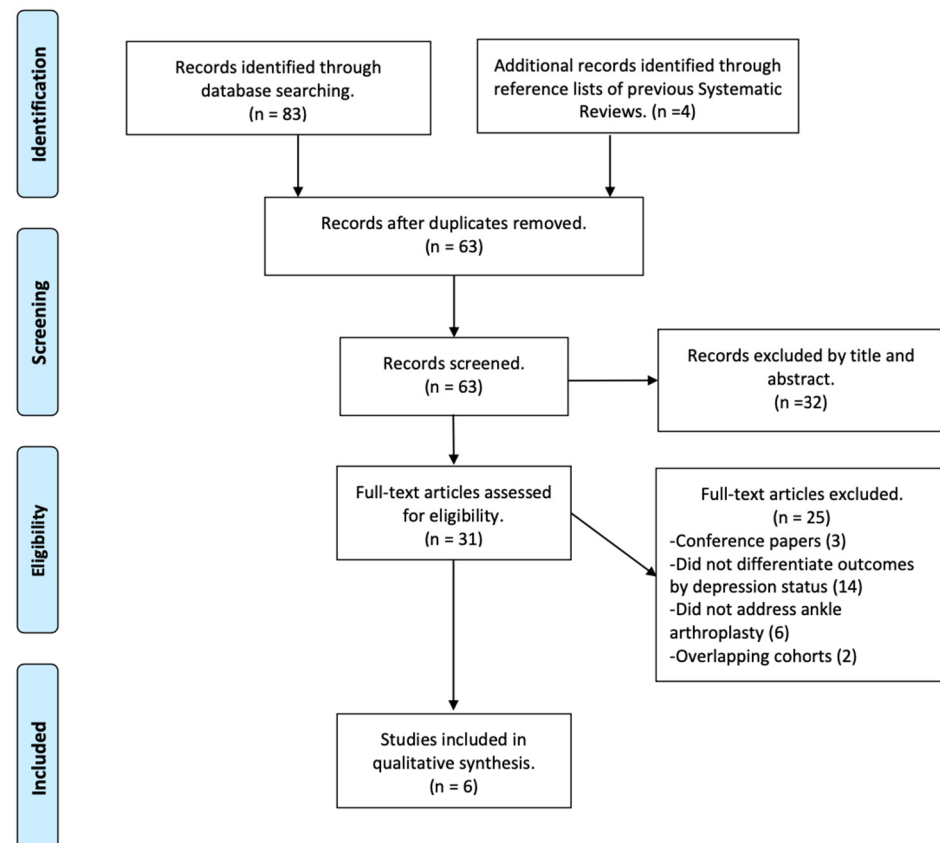 Identification
Records identified through
database searching.
(n = 83)
Additional records identified through
reference lists of previous Systematic
Reviews. (n =4)
Records after duplicates removed.
(n = 63)
Screening
Records screened.
(n = 63)
Records excluded by title and
abstract.
(n =32)
Eligibility
Full-text articles assessed
for eligibility.
(n = 31)
Full-text articles excluded.
(n = 25)
-Conference papers (3)
-Did not differentiate outcomes
by depression status (14)
-Did not address ankle
arthroplasty (6)
-Overlapping cohorts (2)
Included
Studies included in
qualitative synthesis.
(n = 6)